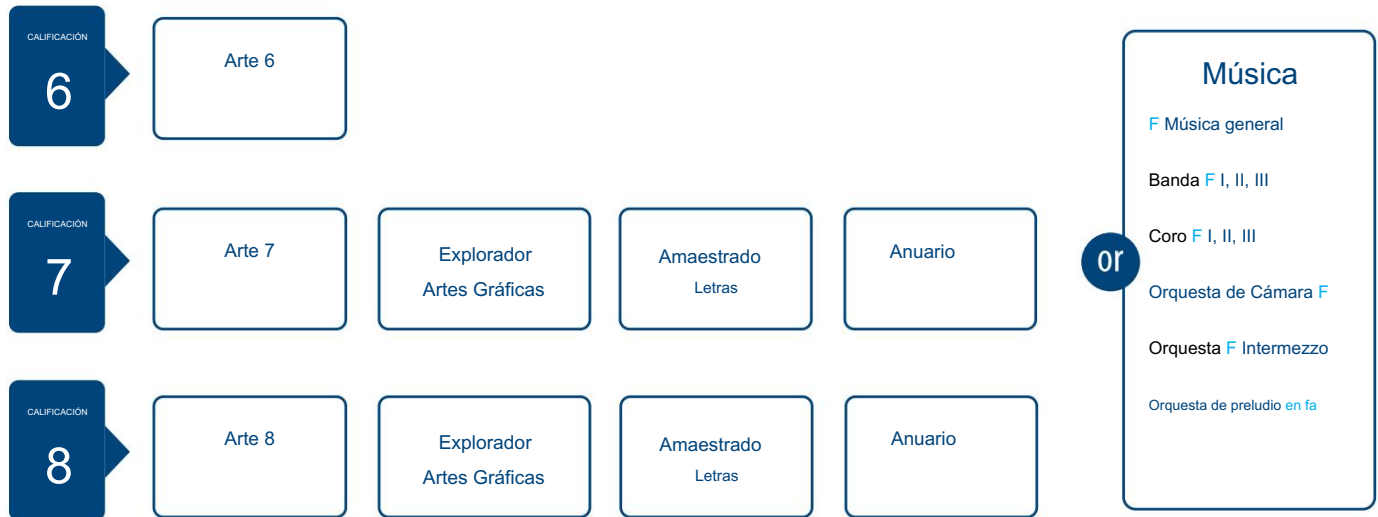 CALIFICACIÓN
6
Arte 6
CALIFICACIÓN
7
Arte 7
Explorador
Artes Gráficas
Amaestrado
Letras
Anuario
CALIFICACIÓN
8
Arte 8
Explorador
Artes Gráficas
Amaestrado
Letras
Anuario
or
Música
F Música general
Banda F I, II, III
Coro F I, II, III
Orquesta de Cámara F
Orquesta F Intermezzo
Orquesta de preludio en fa